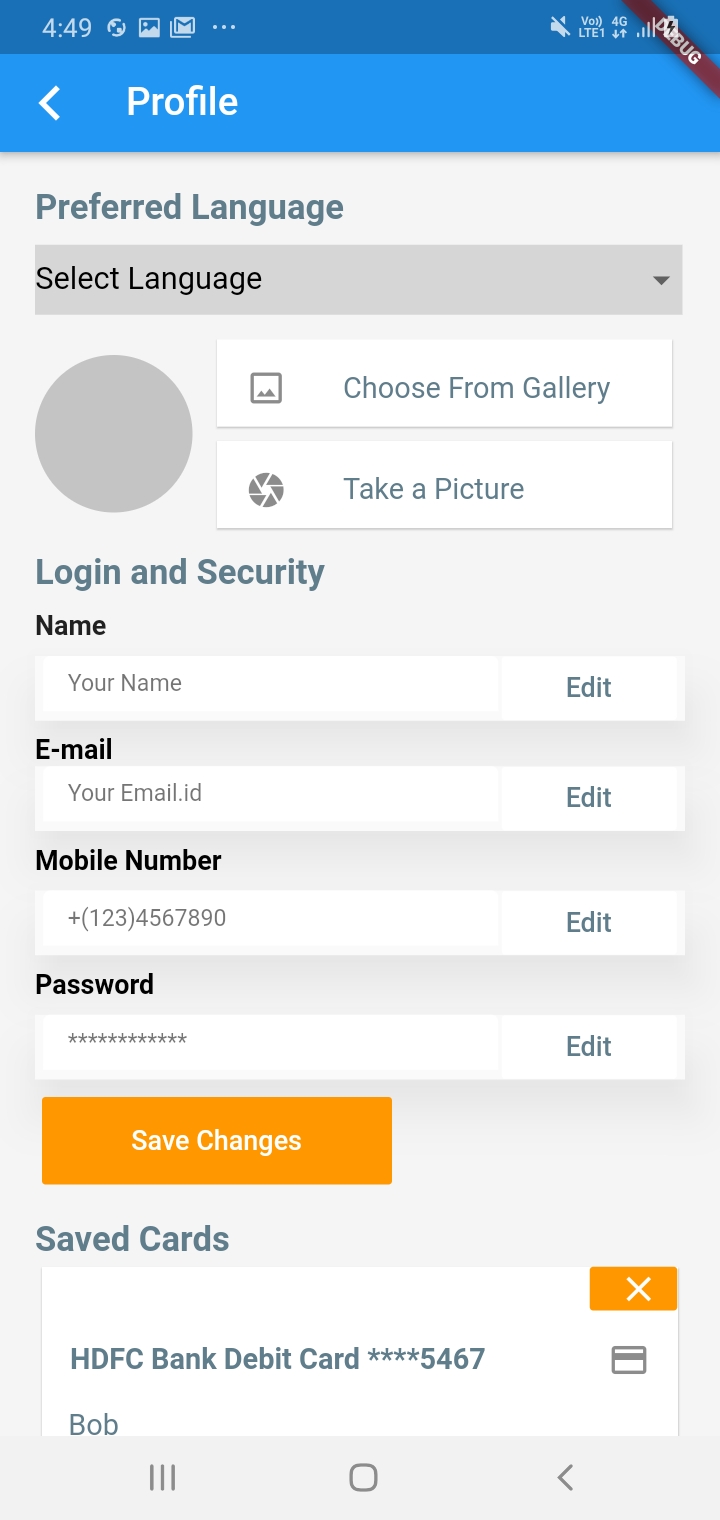 4:49
Vo)) LTE1 4G
DEBUG
Profile
Preferred Language
Select Language
Choose From Gallery
Take a Picture
Login and Security
Name
Your Name
Edit
E-mail
Your Email.id
Edit
Mobile Number
+(123)4567890
Edit
Password
************
Edit
Save Changes
Saved Cards
HDFC Bank Debit Card ****5467
Bob